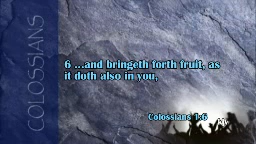 COLOSSIANS
6 ...and bringeth forth fruit, as
it doth also in you,
Colossians 1:6